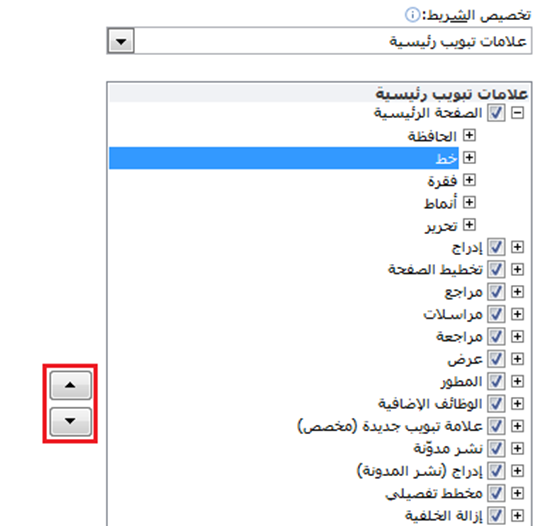 تخصيص الشريط:
علامات تبويب رئيسية
علامات تبويب رئيسية
الصفحة الرئيسية
الحافظة
خط
فقرة
أنماط
تحرير
إدراج
تخطيط الصفحة
مراجع
مراسلات
مراجعة
عرض
المطور
الوظائف الإضافية
علامة تبويب جديدة (مخصص)
نشر مدوّنة
إدراج (نشر المدونة)
مخطط تفصيلي
إزالة الخلفية